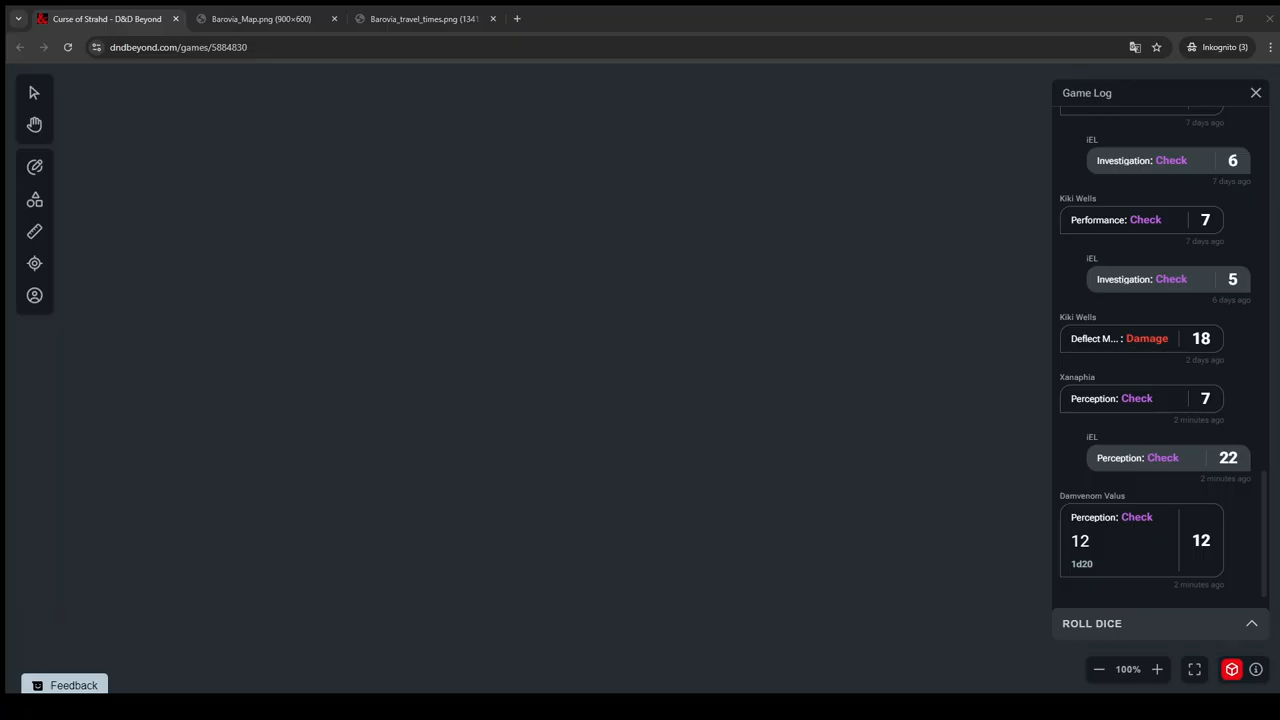 Curse of Strahd - D&D Beyond
Barovia_Map.png (900×600)
Barovia_travel_times.png (1341
dndbeyond.com/games/5884830
Inkognito (3)
Game Log
7 days ago
iEL
Investigation: Check 6
7 days ago
Kiki Wells
Performance: Check 7
7 days ago
iEL
Investigation: Check 5
6 days ago
Kiki Wells
Deflect M... : Damage 18
2 days ago
Xanaphia
Perception: Check 7
2 minutes ago
iEL
Perception: Check 22
2 minutes ago
Damvenom Valus
Perception: Check
12 12
1d20
2 minutes ago
ROLL DICE
100%
Feedback